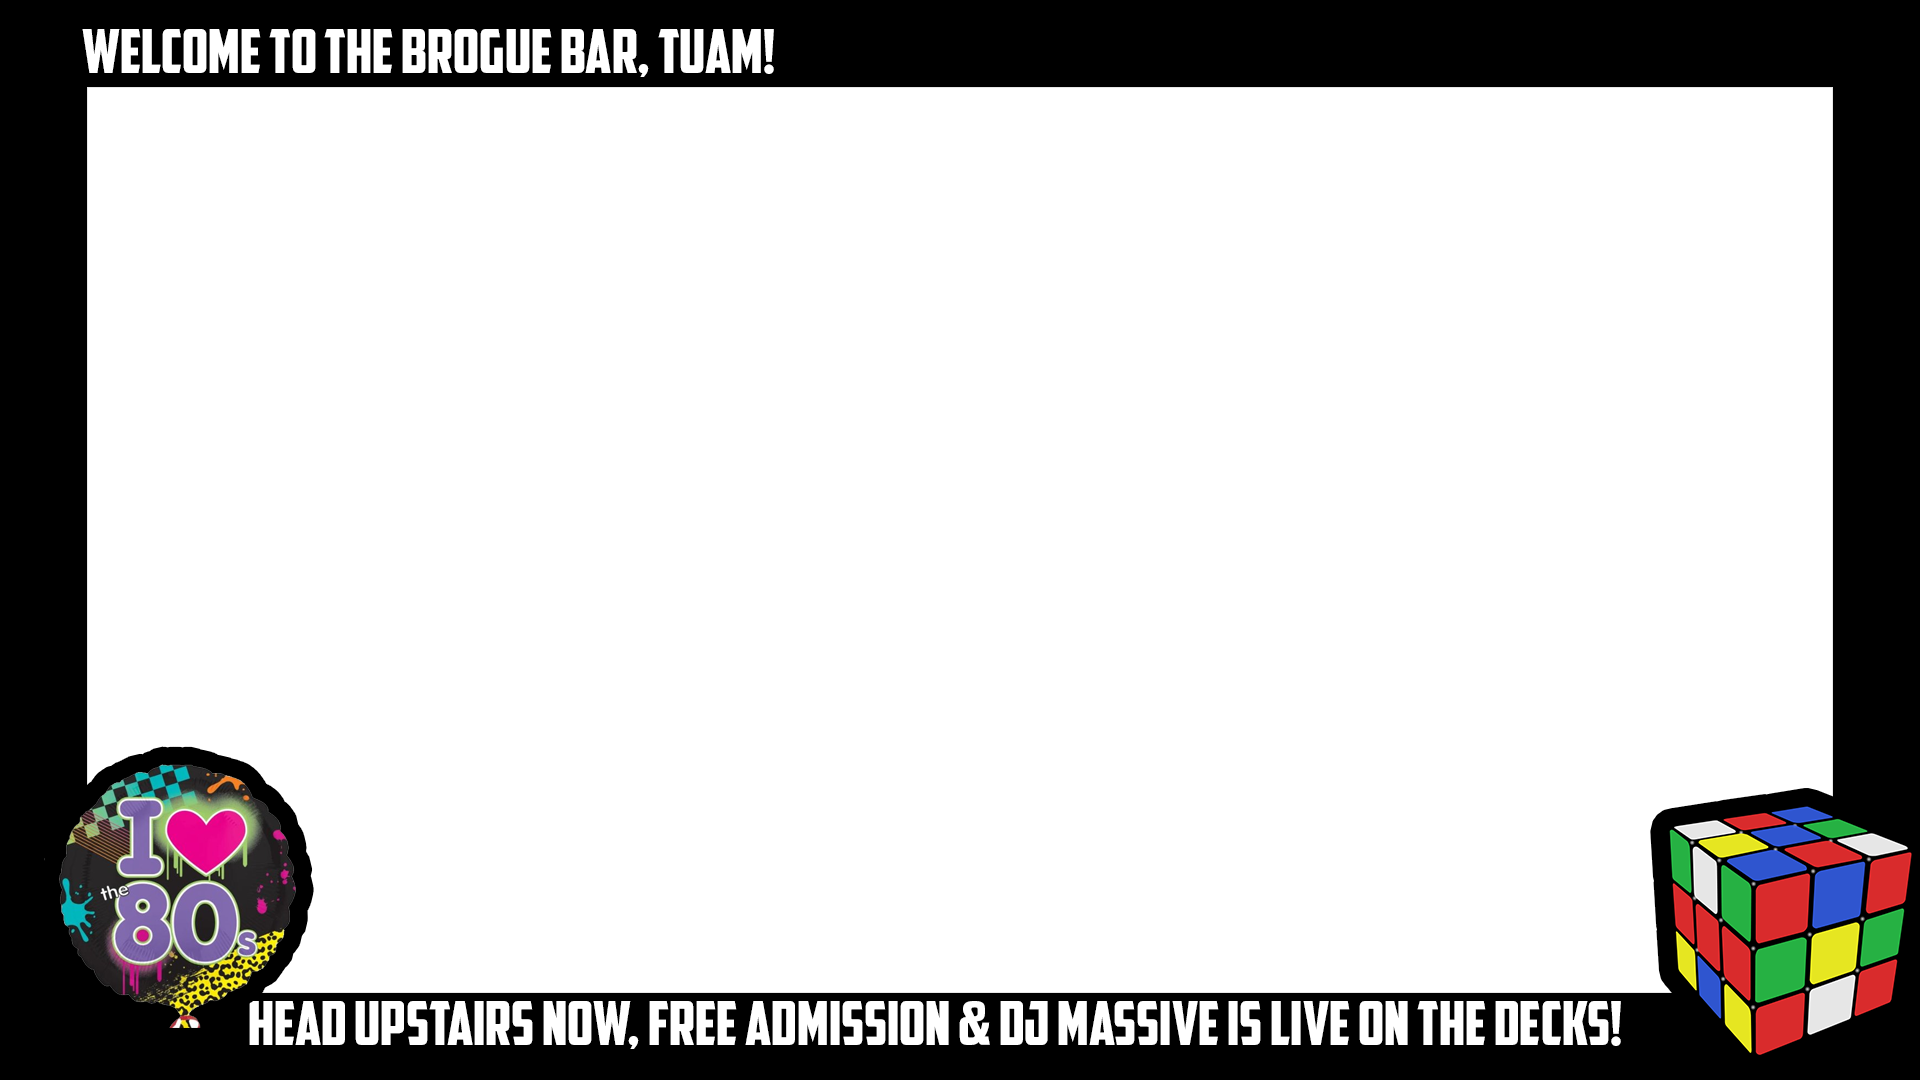 WELCOME TO THE BROGUE BAR, TUAM!
I
the
80s
HEAD UPSTAIRS NOW, FREE ADMISSION & DJ MASSIVE IS LIVE ON THE DECKS!